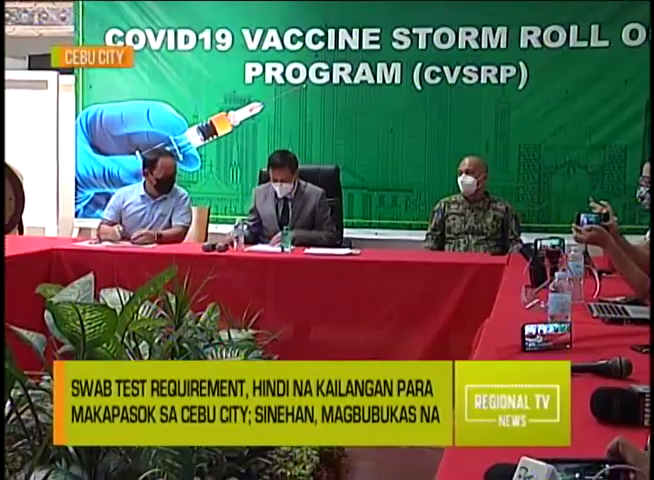 COVID19 VACCINE STORM ROLL O
PROGRAM (CVSRP)
CEBU CITY
SWAB TEST REQUIREMENT, HINDI NA KAILANGAN PARA
MAKAPASOK SA CEBU CITY; SINEHAN, MAGBUBUKAS NA
REGIONAL TV
NEWS